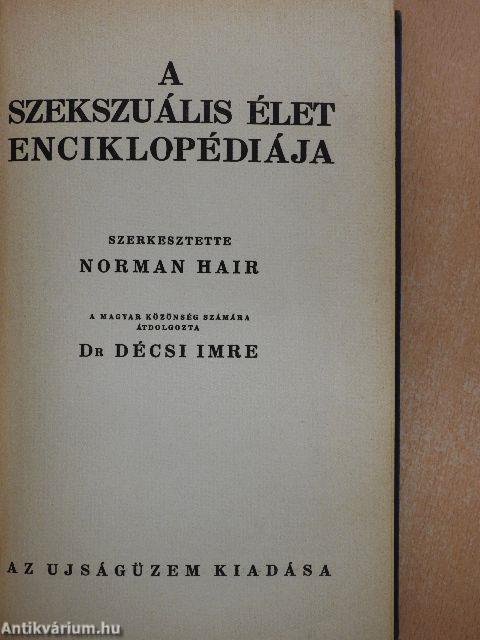 A
SZEKSZUÁLIS ÉLET
ENCIKLOPÉDIÁJA
SZERKESZTETTE
NORMAN HAIR
A MAGYAR KÖZÖNSÉG SZÁMÁRA
ÁTDOLGOZTA
DR DÉCSI IMRE
AZ UJSÁGÜZEM KIADÁSA
Antikvárium.hu